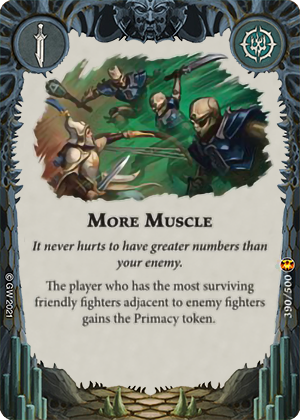 More Muscle
It never hurts to have greater numbers than
your enemy.
The player who has the most surviving
friendly fighters adjacent to enemy fighters
gains the Primacy token.
© GW 2021
390/500